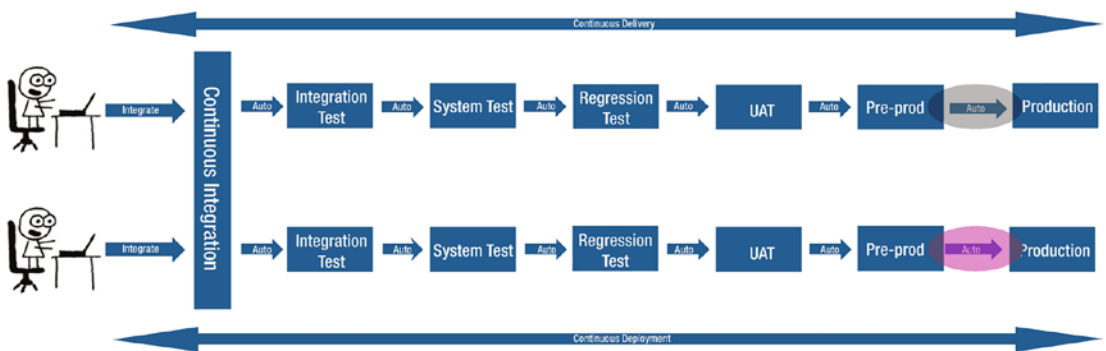 Continuous Delivery
Integrate
Continuous Integration
Auto
Integration
Test
Auto
System Test
Auto
Regression
Test
Auto
UAT
Auto
Pre-prod
Auto
Production
Integrate
Auto
Integration
Test
Auto
System Test
Auto
Regression
Test
Auto
UAT
Auto
Pre-prod
Auto
Production
Continuous Deployment